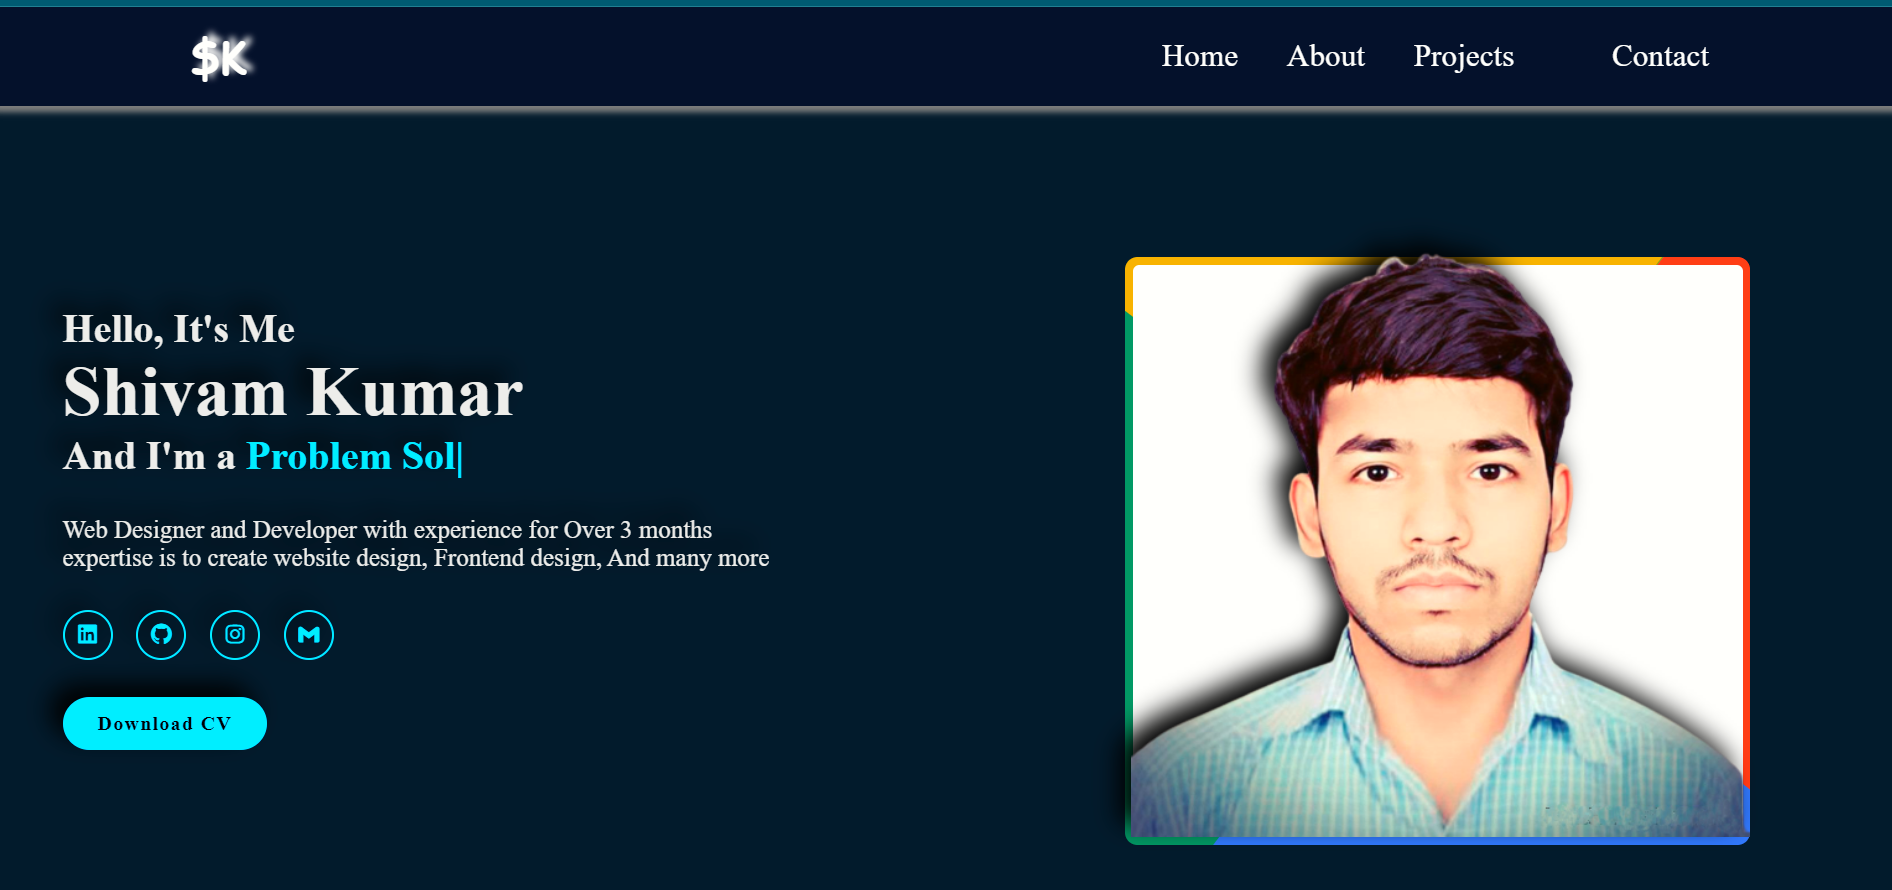 $K
Home About Projects Contact
Hello, It's Me
Shivam Kumar
And I'm a Problem Sol|
Web Designer and Developer with experience for Over 3 months
expertise is to create website design, Frontend design, And many more
in
Download CV